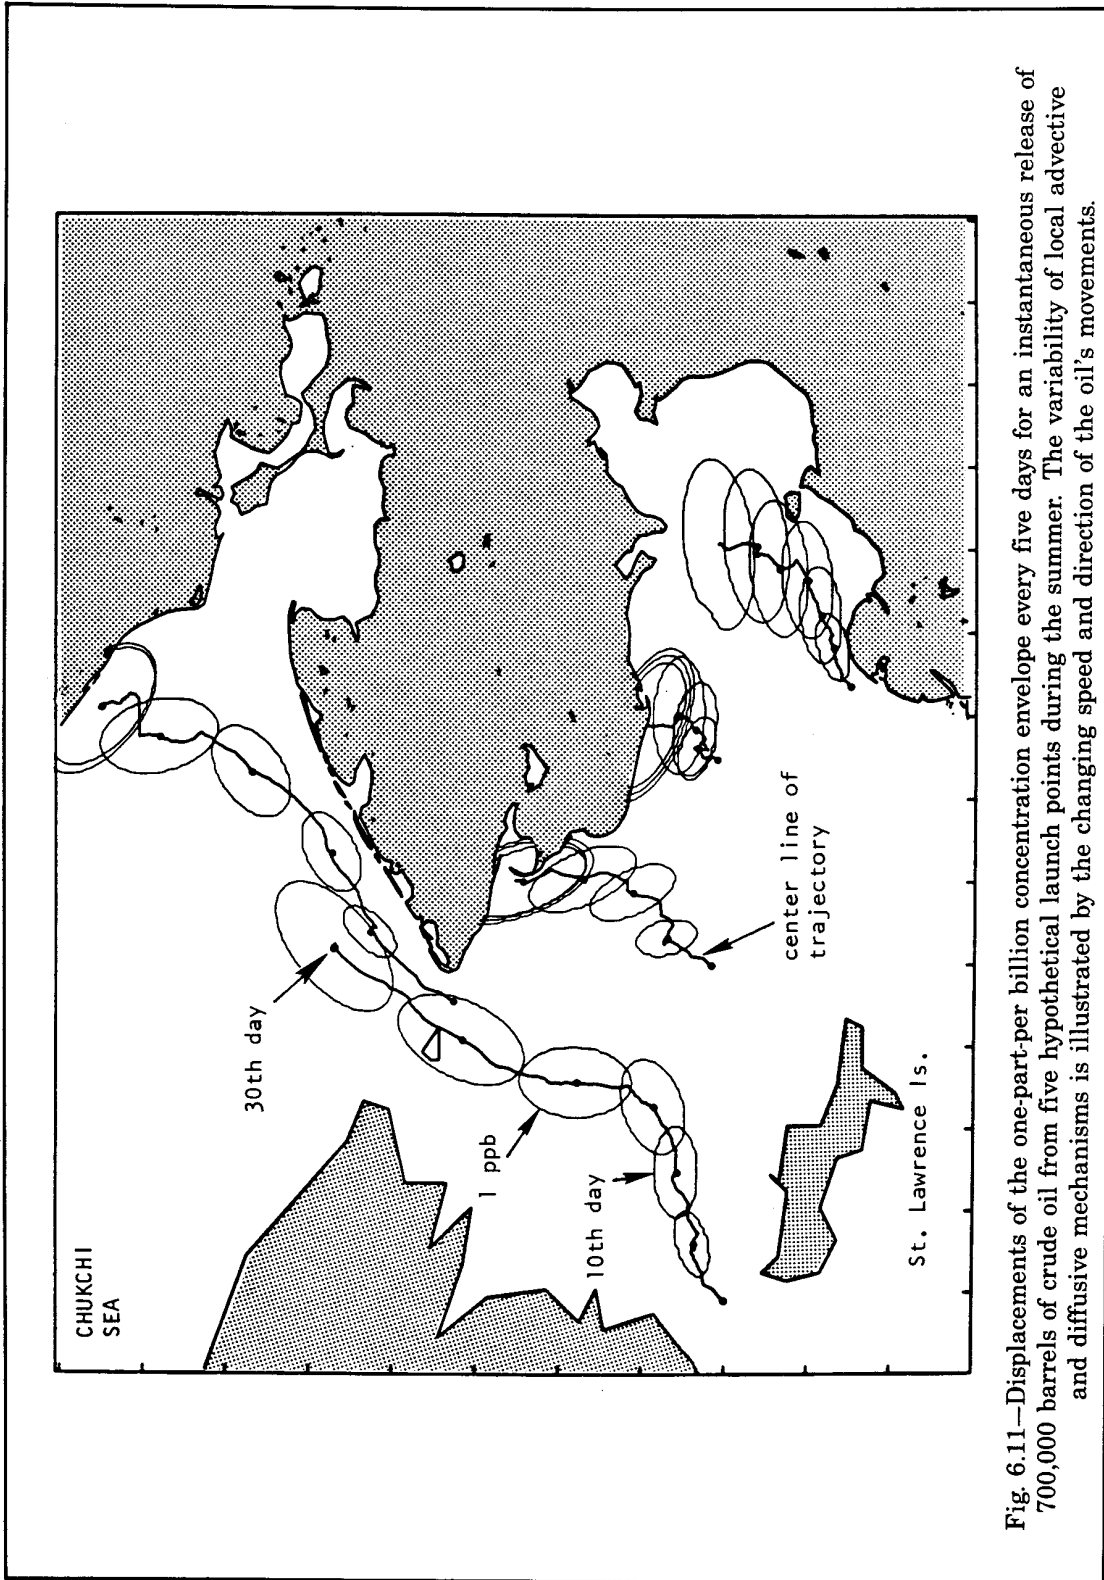 CHUKCHI
SEA
30th day
1 ppb
10th day
center line of
trajectory
St. Lawrence Is.
Fig. 6.11—Displacements of the one-part-per billion concentration envelope every five days for an instantaneous release of
700,000 barrels of crude oil from five hypothetical launch points during the summer. The variability of local advective
and diffusive mechanisms is illustrated by the changing speed and direction of the oil's movements.